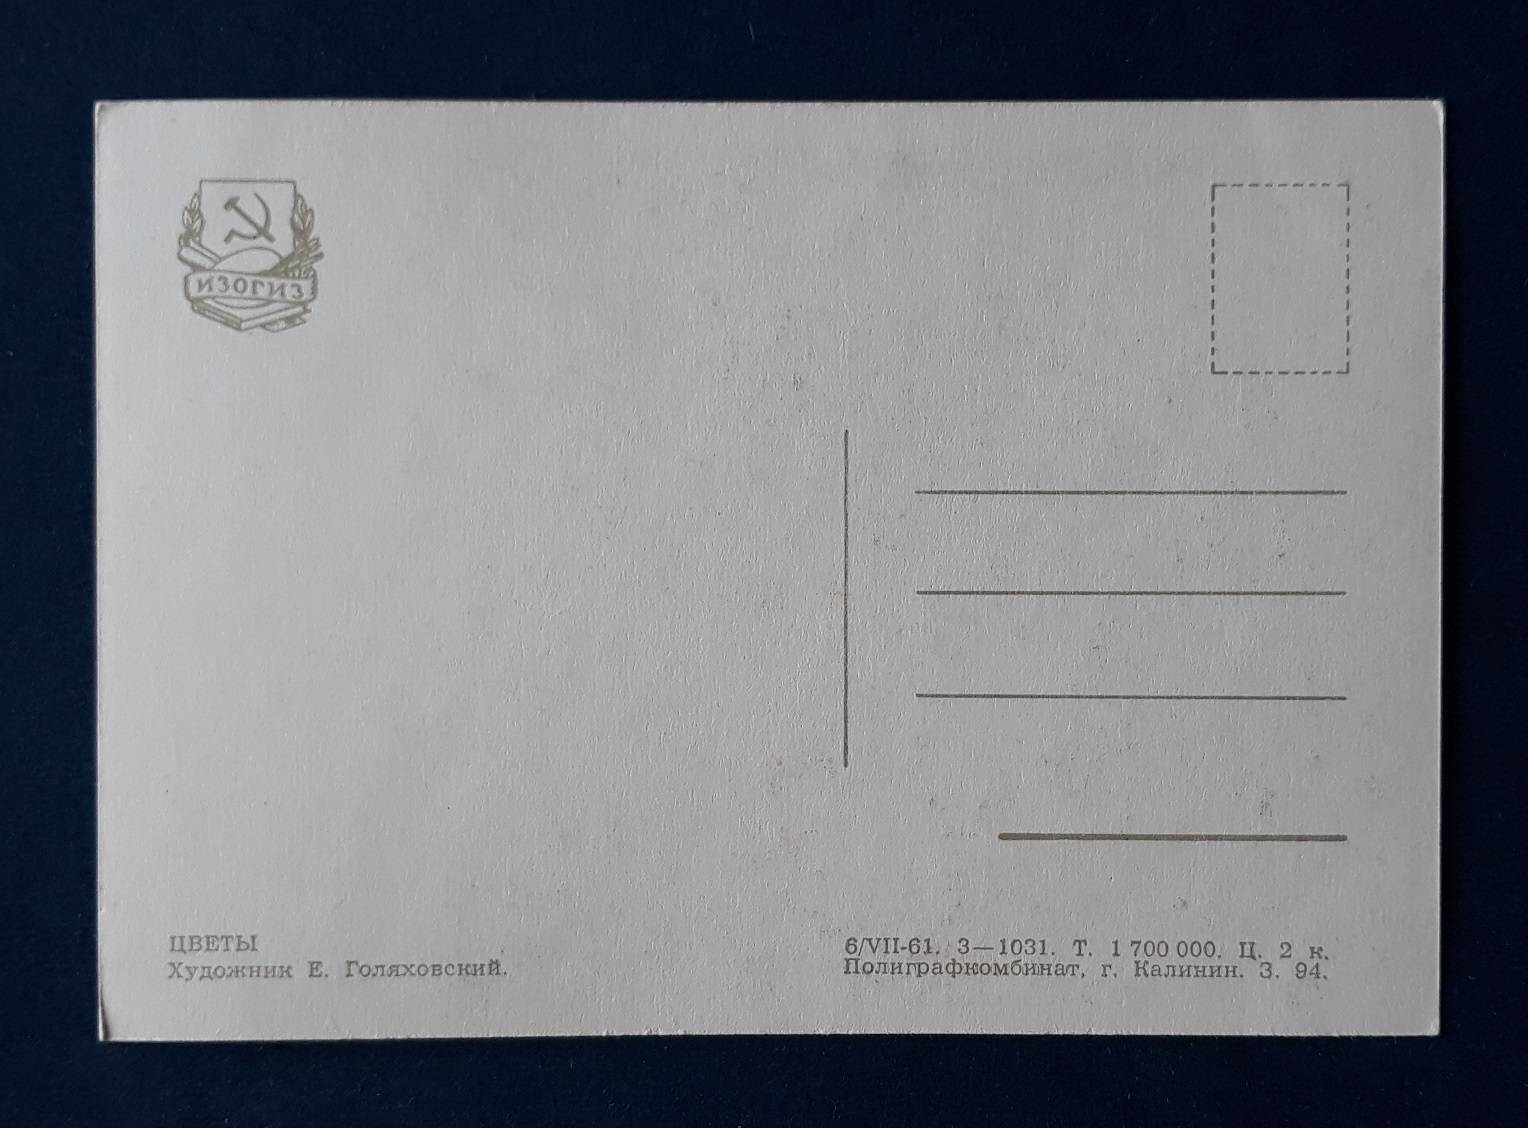 ИЗОГИЗ
ЦВЕТЫ
Художник Е. Голяховский.
6/VII-61. 3—1031. Т. 1 700 000. Ц. 2 к.
Полиграфкомбинат, г. Калинин. З. 94.